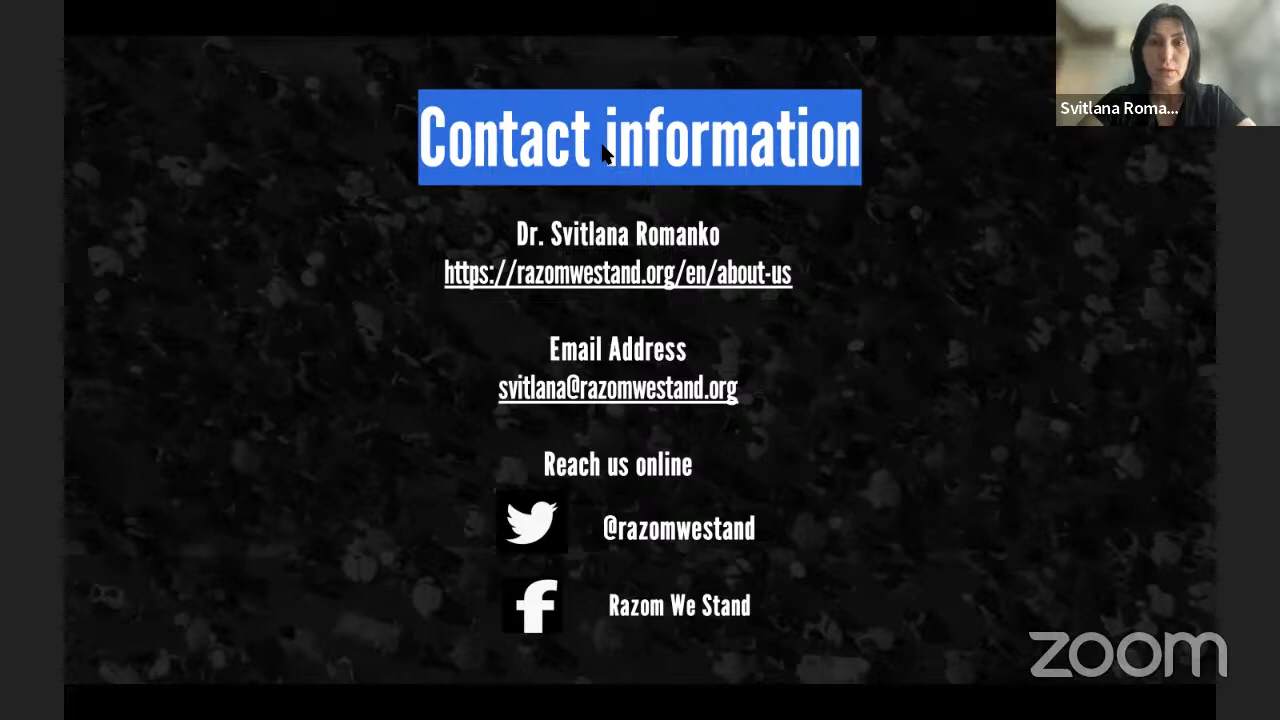 Contact information
Svitlana Roma...
Dr. Svitlana Romanko
https://razomwestand.org/en/about-us
Email Address
svitlana@razomwestand.org
Reach us online
@razomwestand
Razom We Stand
zoom